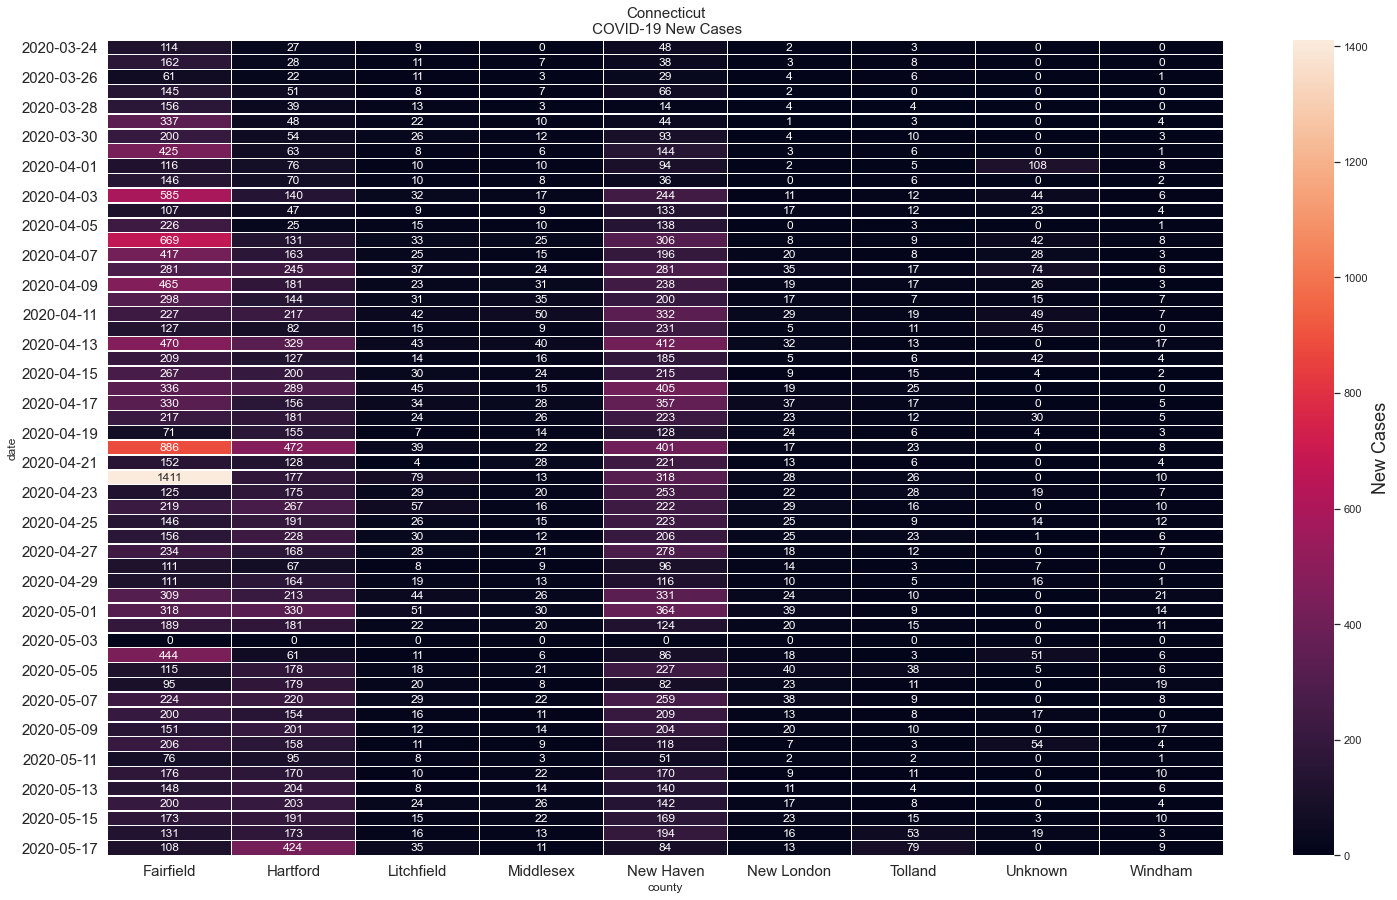 Connecticut
COVID-19 New Cases
2020-03-24 114 27 9 0 48 2 3 0 0
162 28 11 7 38 3 8 0 0
2020-03-26 61 22 11 3 29 4 6 0 1
145 51 8 7 66 2 0 0 0
2020-03-28 156 39 13 3 14 4 4 0 0
337 48 22 10 44 1 3 0 4
2020-03-30 200 54 26 12 93 4 10 0 3
425 63 8 6 144 3 6 0 1
2020-04-01 116 76 10 10 94 2 5 108 8
146 70 10 8 36 0 6 0 2
2020-04-03 585 140 32 17 244 11 12 44 6
107 47 9 9 133 17 12 23 4
2020-04-05 226 25 15 10 138 0 3 0 1
669 131 33 25 306 8 9 42 8
2020-04-07 417 163 25 15 196 20 8 28 3
281 245 37 24 281 35 17 74 6
2020-04-09 465 181 23 31 238 19 17 26 3
298 144 31 35 200 17 7 15 7
2020-04-11 227 217 42 50 332 29 19 49 7
127 82 15 9 231 5 11 45 0
2020-04-13 470 329 43 40 412 32 13 0 17
209 127 14 16 185 5 6 42 4
2020-04-15 267 200 30 24 215 9 15 4 2
336 289 45 15 405 19 25 0 0
2020-04-17 330 156 34 28 357 37 17 0 5
217 181 24 26 223 23 12 30 5
2020-04-19 71 155 7 14 128 24 6 4 3
886 472 39 22 401 17 23 0 8
2020-04-21 152 128 4 28 221 13 6 0 4
1411 177 79 13 318 28 26 0 10
2020-04-23 125 175 29 20 253 22 28 19 7
219 267 57 16 222 29 16 0 10
2020-04-25 146 191 26 15 223 25 9 14 12
156 228 30 12 206 25 23 1 6
2020-04-27 234 168 28 21 278 18 12 0 7
111 67 8 9 96 14 3 7 0
2020-04-29 111 164 19 13 116 10 5 16 1
309 213 44 26 331 24 10 0 21
2020-05-01 318 330 51 30 364 39 9 0 14
189 181 22 20 124 20 15 0 11
2020-05-03 0 0 0 0 0 0 0 0 0
444 61 11 6 86 18 3 51 6
2020-05-05 115 178 18 21 227 40 38 5 6
95 179 20 8 82 23 11 0 19
2020-05-07 224 220 29 22 259 38 9 0 8
200 154 16 11 209 13 8 17 0
2020-05-09 151 201 12 14 204 20 10 0 17
206 158 11 9 118 7 3 54 4
2020-05-11 76 95 8 3 51 2 2 0 1
176 170 10 22 170 9 11 0 10
2020-05-13 148 204 8 14 140 11 4 0 6
200 203 24 26 142 17 8 0 4
2020-05-15 173 191 15 22 169 23 15 3 10
131 173 16 13 194 16 53 19 3
2020-05-17 108 424 35 11 84 13 79 0 9
Fairfield Hartford Litchfield Middlesex New Haven New London Tolland Unknown Windham
county
date
1400
1200
1000
800
600
400
200
0
New Cases